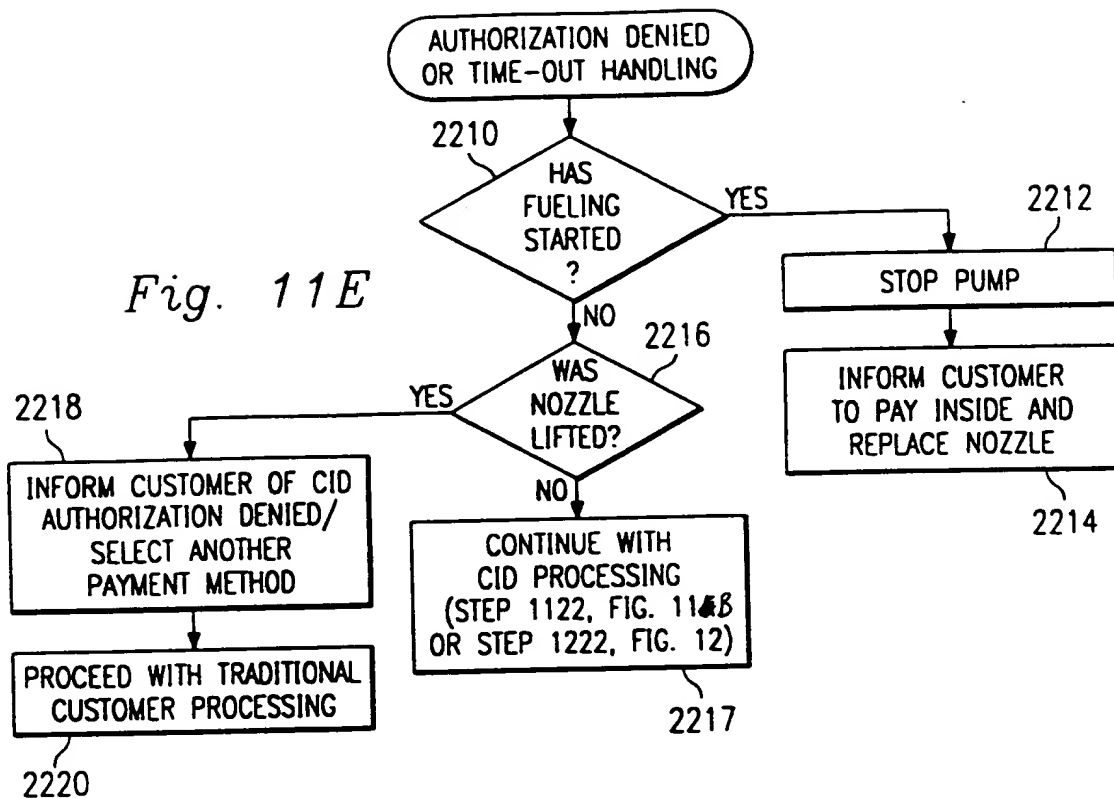 AUTHORIZATION DENIED
OR TIME-OUT HANDLING
2210
HAS
FUELING
STARTED
?
YES
2212
STOP PUMP
Fig. 11E
NO
2216
WAS
NOZZLE
LIFTED?
YES
INFORM CUSTOMER
TO PAY INSIDE AND
REPLACE NOZZLE
2214
2218
INFORM CUSTOMER OF CID
AUTHORIZATION DENIED/
SELECT ANOTHER
PAYMENT METHOD
NO
CONTINUE WITH
CID PROCESSING
(STEP 1122, FIG. 11B
OR STEP 1222, FIG. 12)
2217
PROCEED WITH TRADITIONAL
CUSTOMER PROCESSING
2220